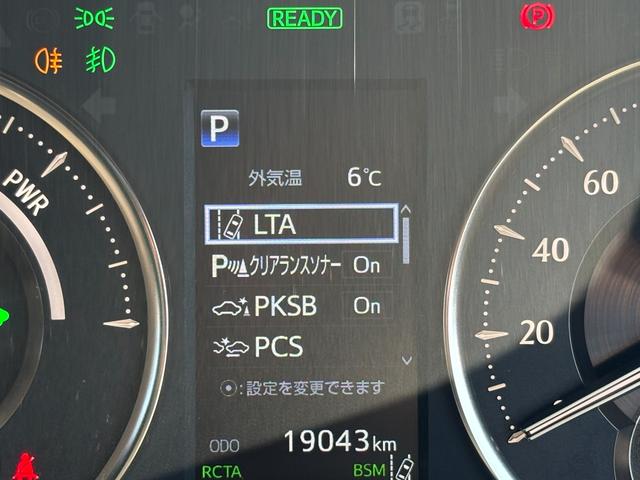 READY
P
外気温 6℃
PWR
LTA
Pクリアランスソナー On
PKSB On
PCS
:設定を変更できます
ODO 19043km
RCTA BSM
60
40
20